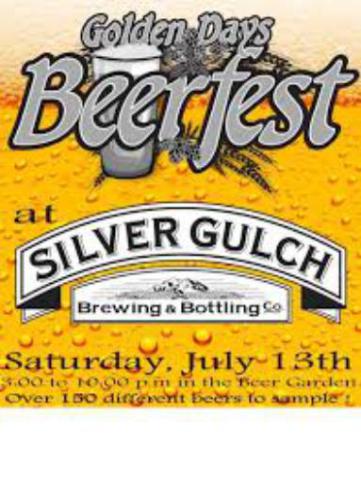 Golden Days
Beerfest
at
SILVER GULCH
Brewing & Bottling Co
Saturday, July 13th
3:00 to 10:00 p.m in the Beer Garden
Over 150 different beers to sample !